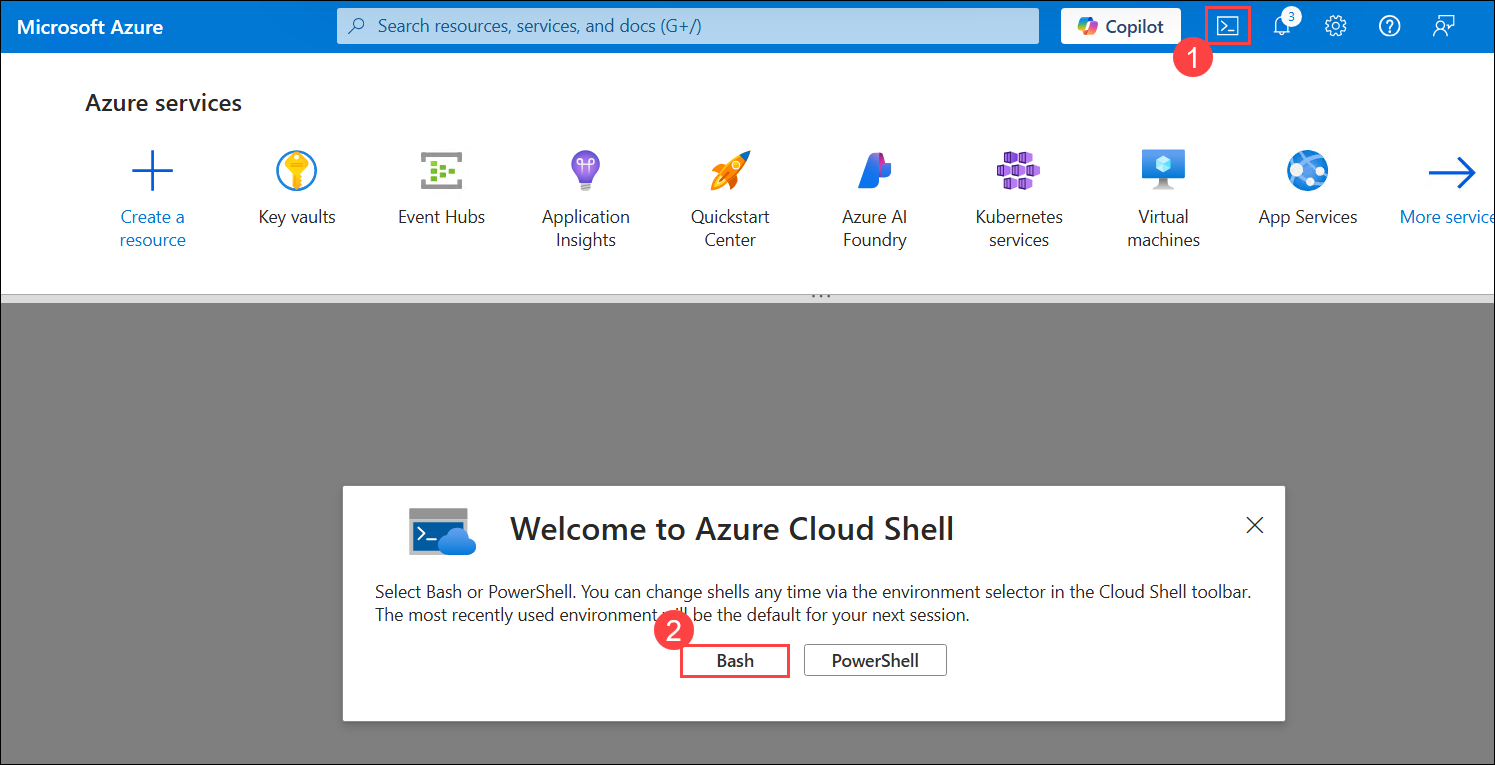 Microsoft Azure
Search resources, services, and docs (G+/)
Copilot
3
1
Azure services
Create a
resource
Key vaults
Event Hubs
Application
Insights
Quickstart
Center
Azure AI
Foundry
Kubernetes
services
Virtual
machines
App Services
More service
Welcome to Azure Cloud Shell
Select Bash or PowerShell. You can change shells any time via the environment selector in the Cloud Shell toolbar.
The most recently used environment will be the default for your next session.
2
Bash
PowerShell